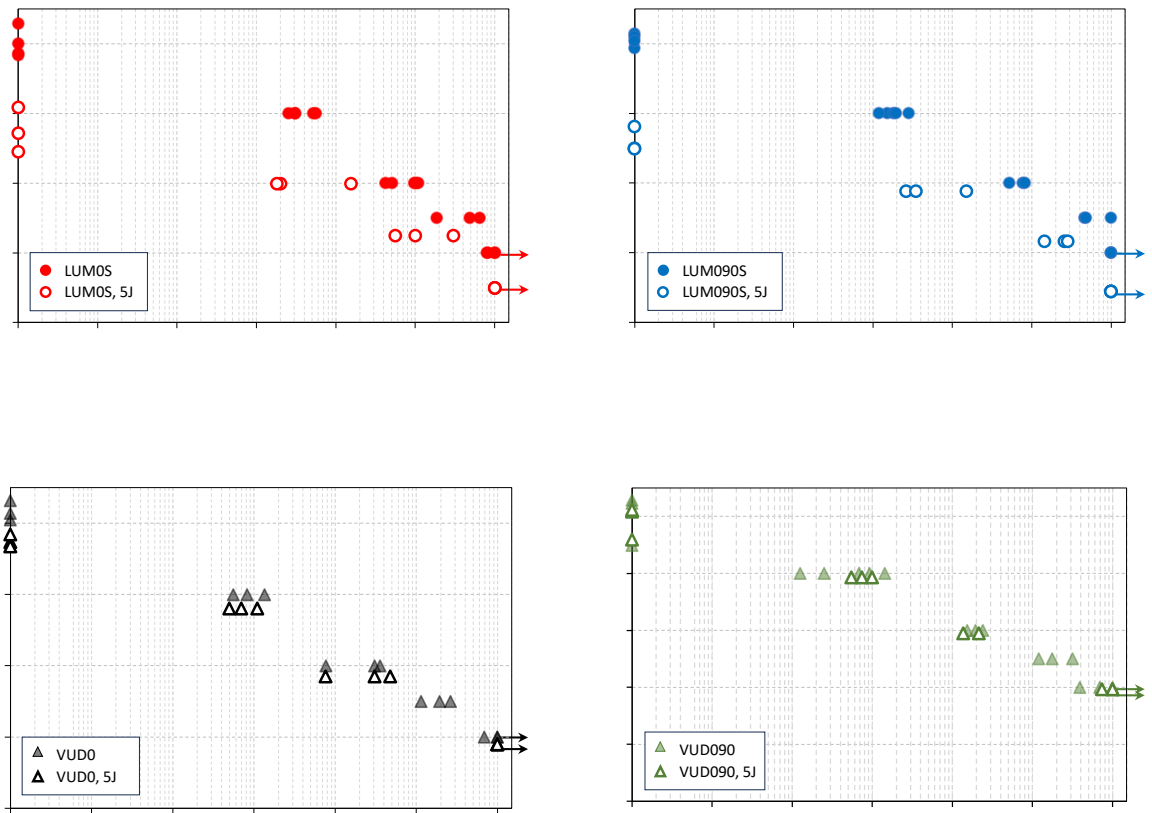 LUM0S
LUM0S, 5J
LUM090S
LUM090S, 5J
VUD0
VUD0, 5J
VUD090
VUD090, 5J